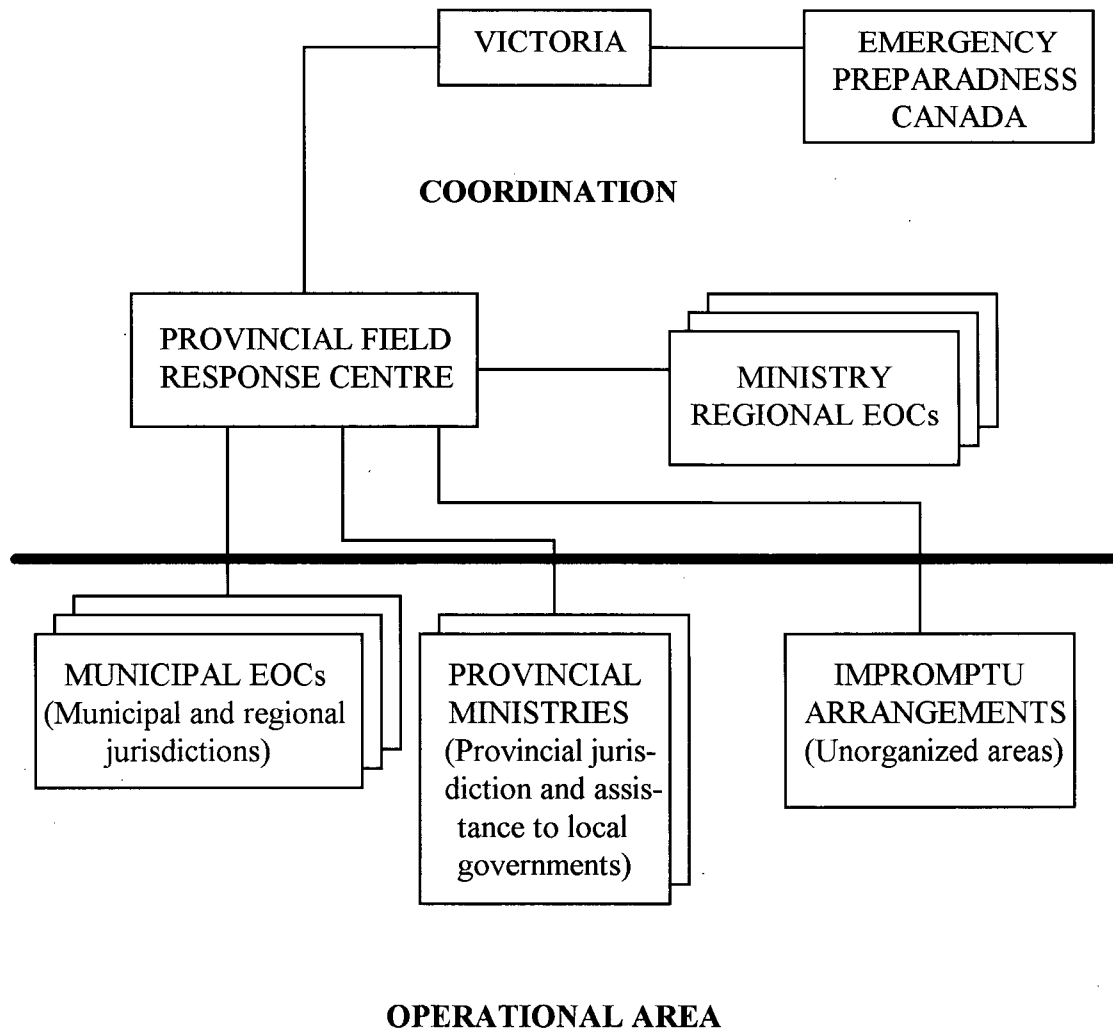 VICTORIA
EMERGENCY
PREPARADNESS
CANADA
COORDINATION
PROVINCIAL FIELD
RESPONSE CENTRE
MINISTRY
REGIONAL EOCs
MUNICIPAL EOCs
(Municipal and regional
jurisdictions)
PROVINCIAL
MINISTRIES
(Provincial juris-
diction and assis-
tance to local
governments)
IMPROMPTU
ARRANGEMENTS
(Unorganized areas)
OPERATIONAL AREA